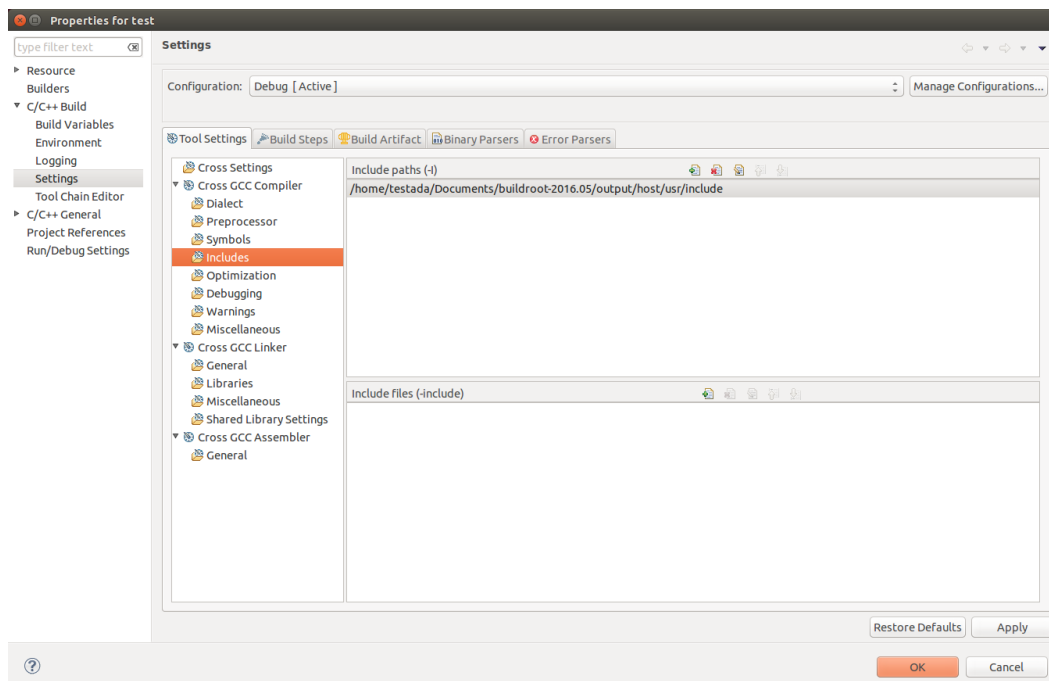 Properties for test
type filter text
Resource
Builders
C/C++ Build
Build Variables
Environment
Logging
Settings
Tool Chain Editor
C/C++ General
Project References
Run/Debug Settings
Settings
Configuration: Debug [ Active ]
Manage Configurations...
Tool Settings Build Steps Build Artifact Binary Parsers Error Parsers
Cross Settings
Cross GCC Compiler
Dialect
Preprocessor
Symbols
Includes
Optimization
Debugging
Warnings
Miscellaneous
Cross GCC Linker
General
Libraries
Miscellaneous
Shared Library Settings
Cross GCC Assembler
General
Include paths (-I)
/home/testada/Documents/buildroot-2016.05/output/host/usr/include
Include files (-include)
Restore Defaults Apply
OK Cancel